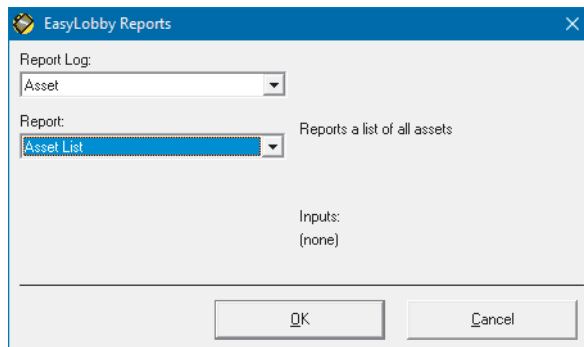 EasyLobby Reports
Report Log:
Asset
Report:
Asset List
Reports a list of all assets
Inputs:
(none)
OK
Cancel